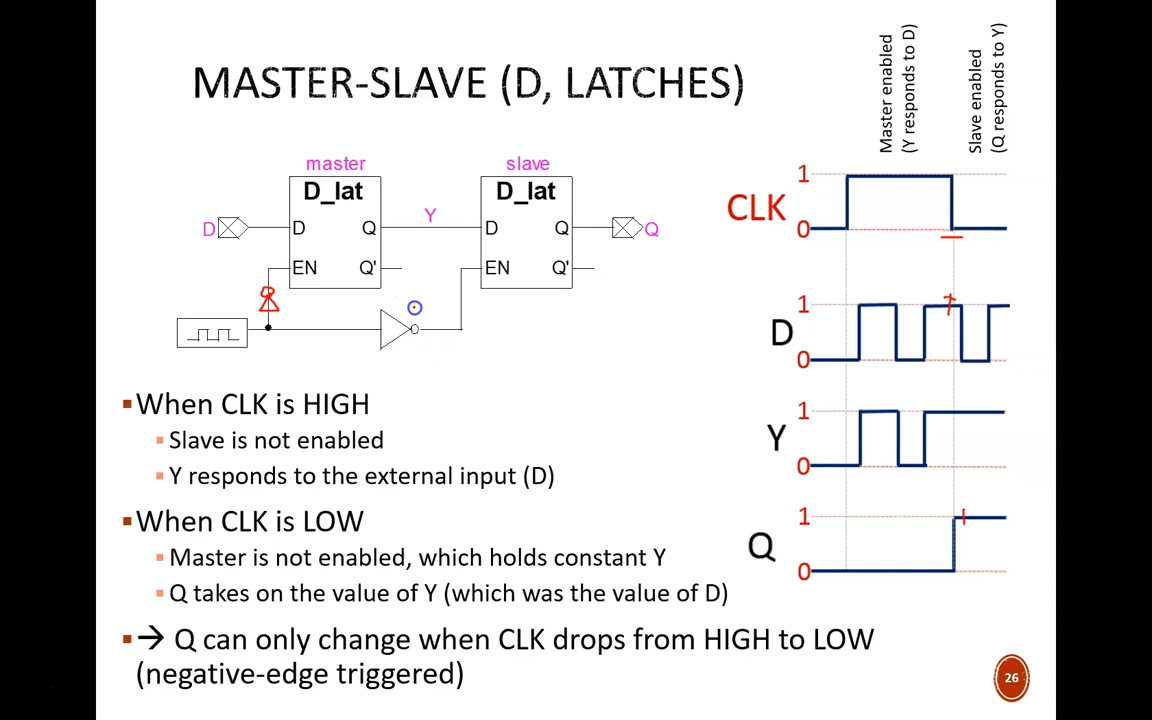 MASTER-SLAVE (D, LATCHES)
Master enabled
(Y responds to D)
Slave enabled
(Q responds to Y)
master
slave
D_lat
D_lat
D
D
Q
Y
D
Q
Q
EN
Q'
EN
Q'
CLK
1
0
D
1
0
Y
1
0
Q
1
0
▪When CLK is HIGH
▪ Slave is not enabled
▪ Y responds to the external input (D)
▪When CLK is LOW
▪ Master is not enabled, which holds constant Y
▪ Q takes on the value of Y (which was the value of D)
▪→ Q can only change when CLK drops from HIGH to LOW
(negative-edge triggered)
26